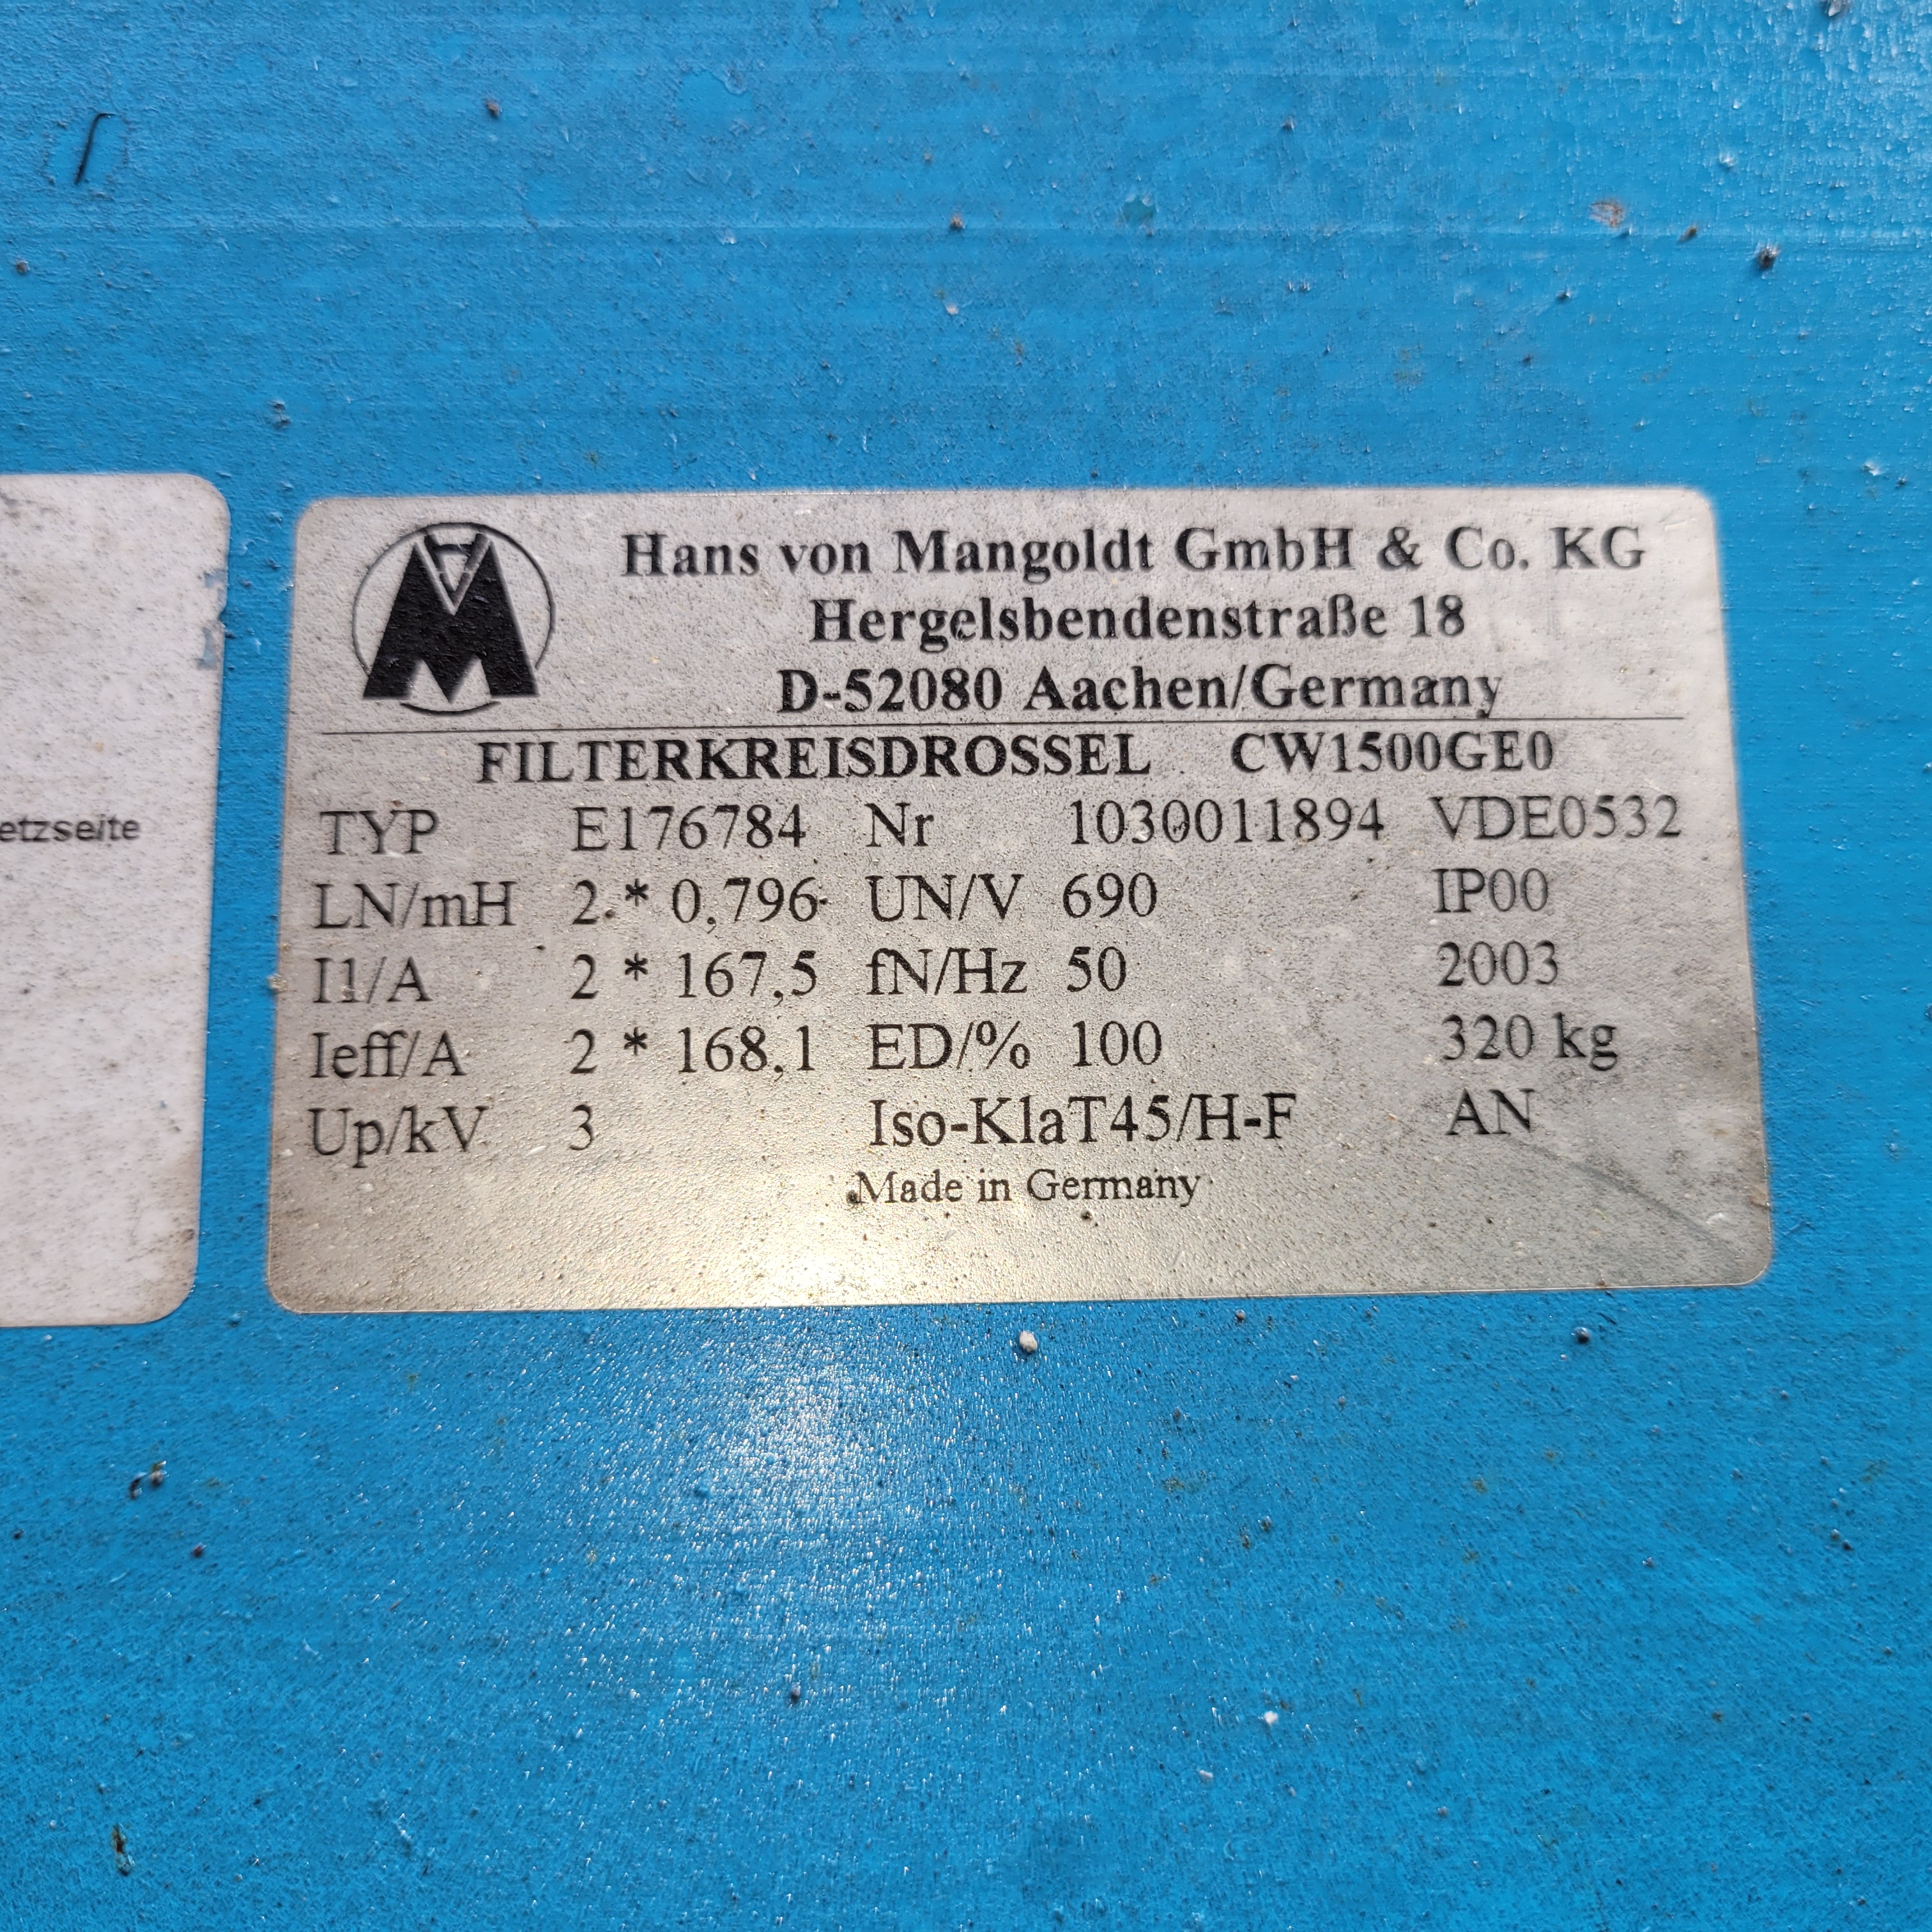 Hans von Mangoldt GmbH & Co. KG
Hergelsbendenstraße 18
D-52080 Aachen/Germany
FILTERKREISDROSSEL CW1500GE0
TYP E176784 Nr 1030011894 VDE0532
LN/mH 2 * 0,796 UN/V 690 IP00
I1/A 2 * 167,5 fN/Hz 50 2003
Ieff/A 2 * 168,1 ED/% 100 320 kg
Up/kV 3 Iso-KlaT45/H-F AN
Made in Germany
etzseite